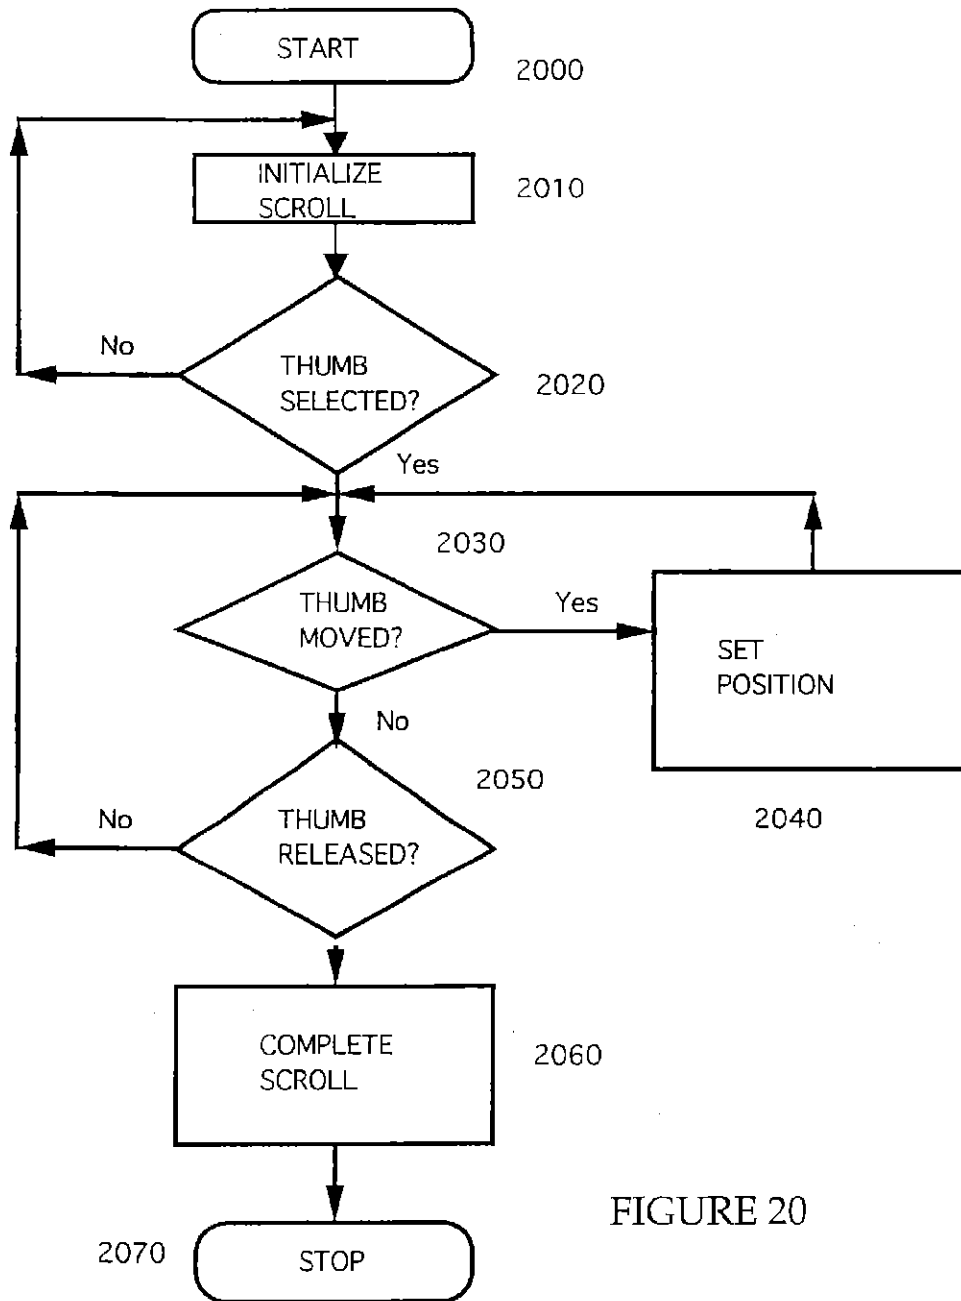 START
2000
INITIALIZE
SCROLL
2010
No
THUMB
SELECTED?
2020
Yes
2030
THUMB
MOVED?
Yes
SET
POSITION
No
2050
2040
No
THUMB
RELEASED?
COMPLETE
SCROLL
2060
FIGURE 20
2070
STOP